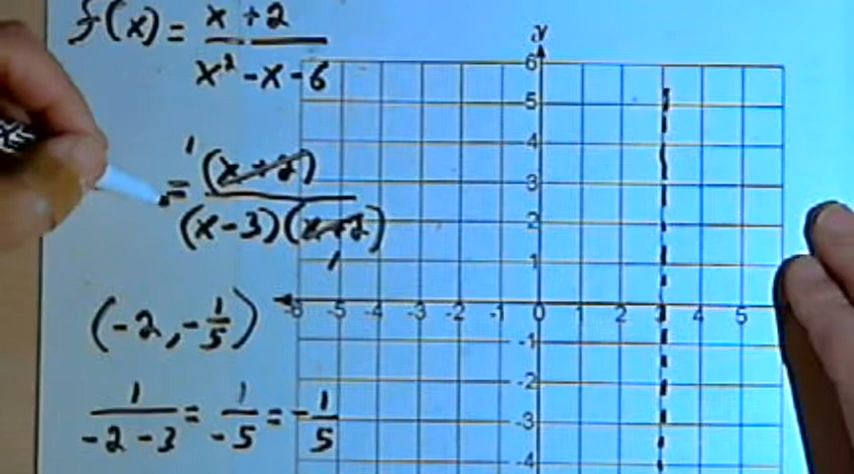 f(x) = x + 2
x² - x - 6
= 1 (x + 2)
(x - 3)(x + 2)
1
(-2, -1/5)
1/(-2 - 3) = 1/-5 = -1/5
y
6
5
4
3
2
1
-6 -5 -4 -3 -2 -1 0 1 2 4 5
-1
-2
-3
-4